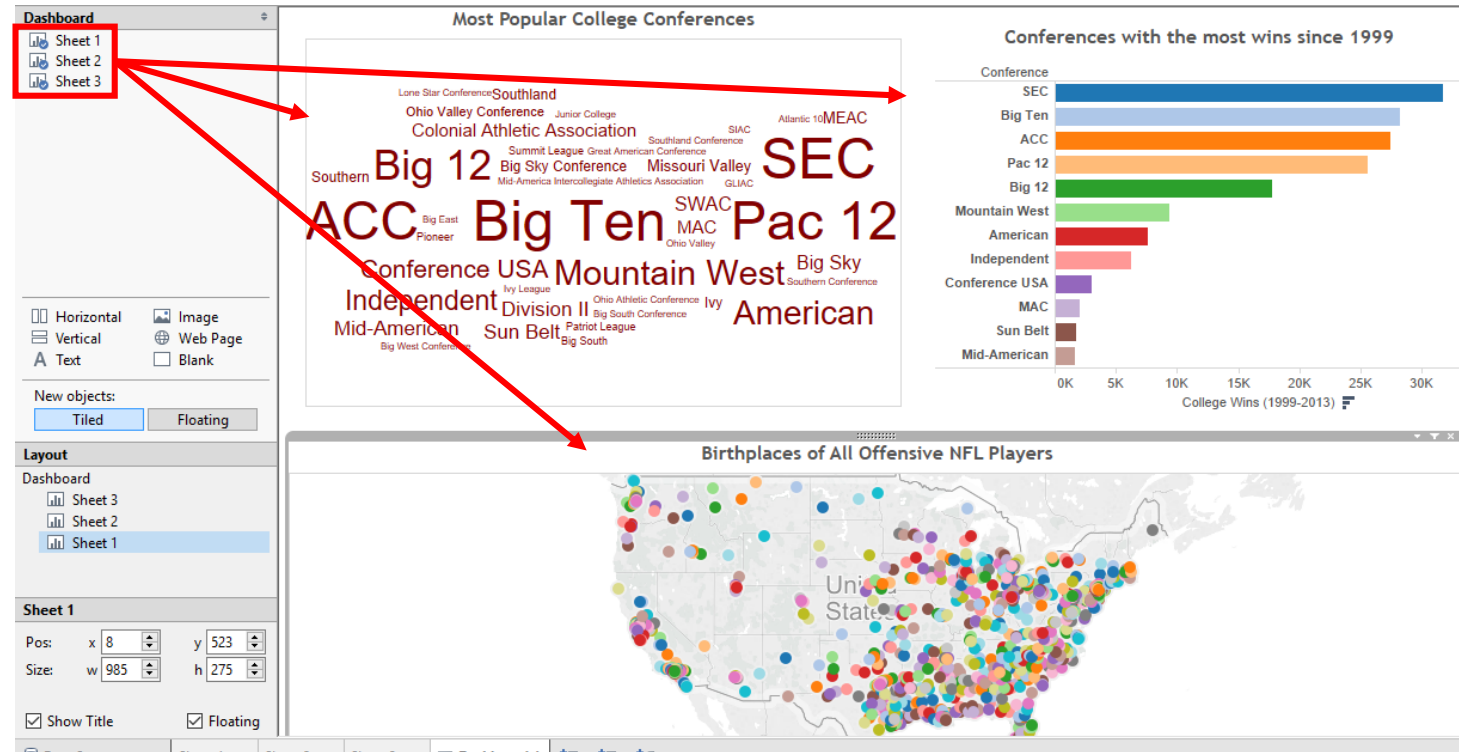 Dashboard
Sheet 1
Sheet 2
Sheet 3
Horizontal
Image
Vertical
Web Page
A Text
Blank
New objects:
Tiled
Floating
Layout
Dashboard
Sheet 3
Sheet 2
Sheet 1
Sheet 1
Pos: x 8 y 523
Size: w 985 h 275
Show Title
Floating
Most Popular College Conferences
Lone Star Conference Southland
Ohio Valley Conference Junior College
Atlantic 10 MEAC
Colonial Athletic Association
SIAC
Southland Conference
Summit League Great American Conference
Southern Big 12 Big Sky Conference Missouri Valley SEC
Mid-America Intercollegiate Athletics Association GLIAC
ACC Big East Big Ten SWAC Pac 12
Pioneer MAC
Ohio Valley
Conference USA Mountain West Big Sky
Southern Conference
Independent Ivy League Division II Ohio Athletic Conference Ivy American
Big South Conference
Mid-American Sun Belt Patriot League
Big West Conference Big South
Conferences with the most wins since 1999
Conference
SEC
Big Ten
ACC
Pac 12
Big 12
Mountain West
American
Independent
Conference USA
MAC
Sun Belt
Mid-American
0K 5K 10K 15K 20K 25K 30K
College Wins (1999-2013)
Birthplaces of All Offensive NFL Players
United
States